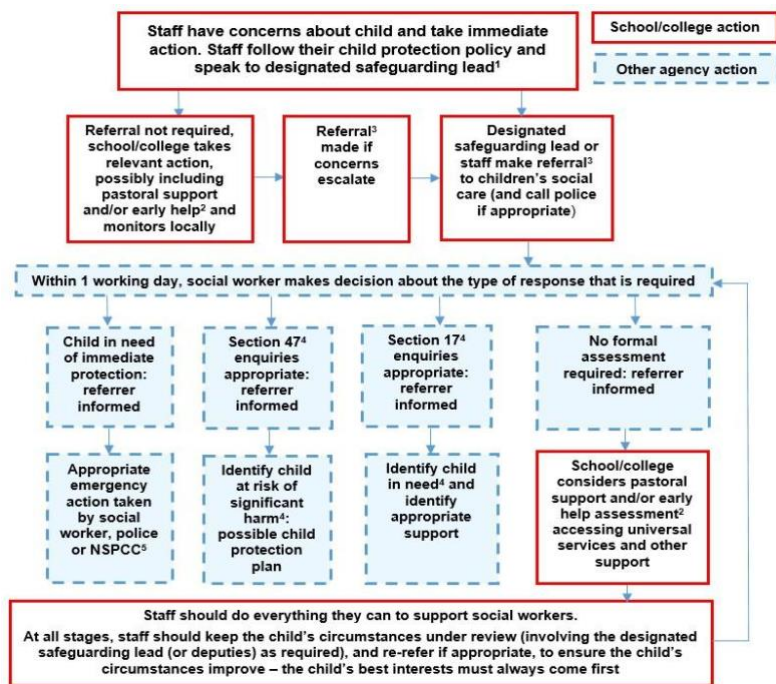 Staff have concerns about child and take immediate
action. Staff follow their child protection policy and
speak to designated safeguarding lead¹
School/college action
Other agency action
Referral not required,
school/college takes
relevant action,
possibly including
pastoral support
and/or early help² and
monitors locally
Referral³
made if
concerns
escalate
Designated
safeguarding lead or
staff make referral³
to children's social
care (and call police
if appropriate)
Within 1 working day, social worker makes decision about the type of response that is required
Child in need
of immediate
protection:
referrer
informed
Section 47⁴
enquiries
appropriate:
referrer
informed
Section 17⁴
enquiries
appropriate:
referrer
informed
No formal
assessment
required: referrer
informed
Appropriate
emergency
action taken
by social
worker, police
or NSPCC⁵
Identify child
at risk of
significant
harm⁴:
possible child
protection
plan
Identify child
in need⁴ and
identify
appropriate
support
School/college
considers pastoral
support and/or early
help assessment²
accessing universal
services and other
support
Staff should do everything they can to support social workers.
At all stages, staff should keep the child's circumstances under review (involving the designated
safeguarding lead (or deputies) as required), and re-refer if appropriate, to ensure the child's
circumstances improve – the child's best interests must always come first